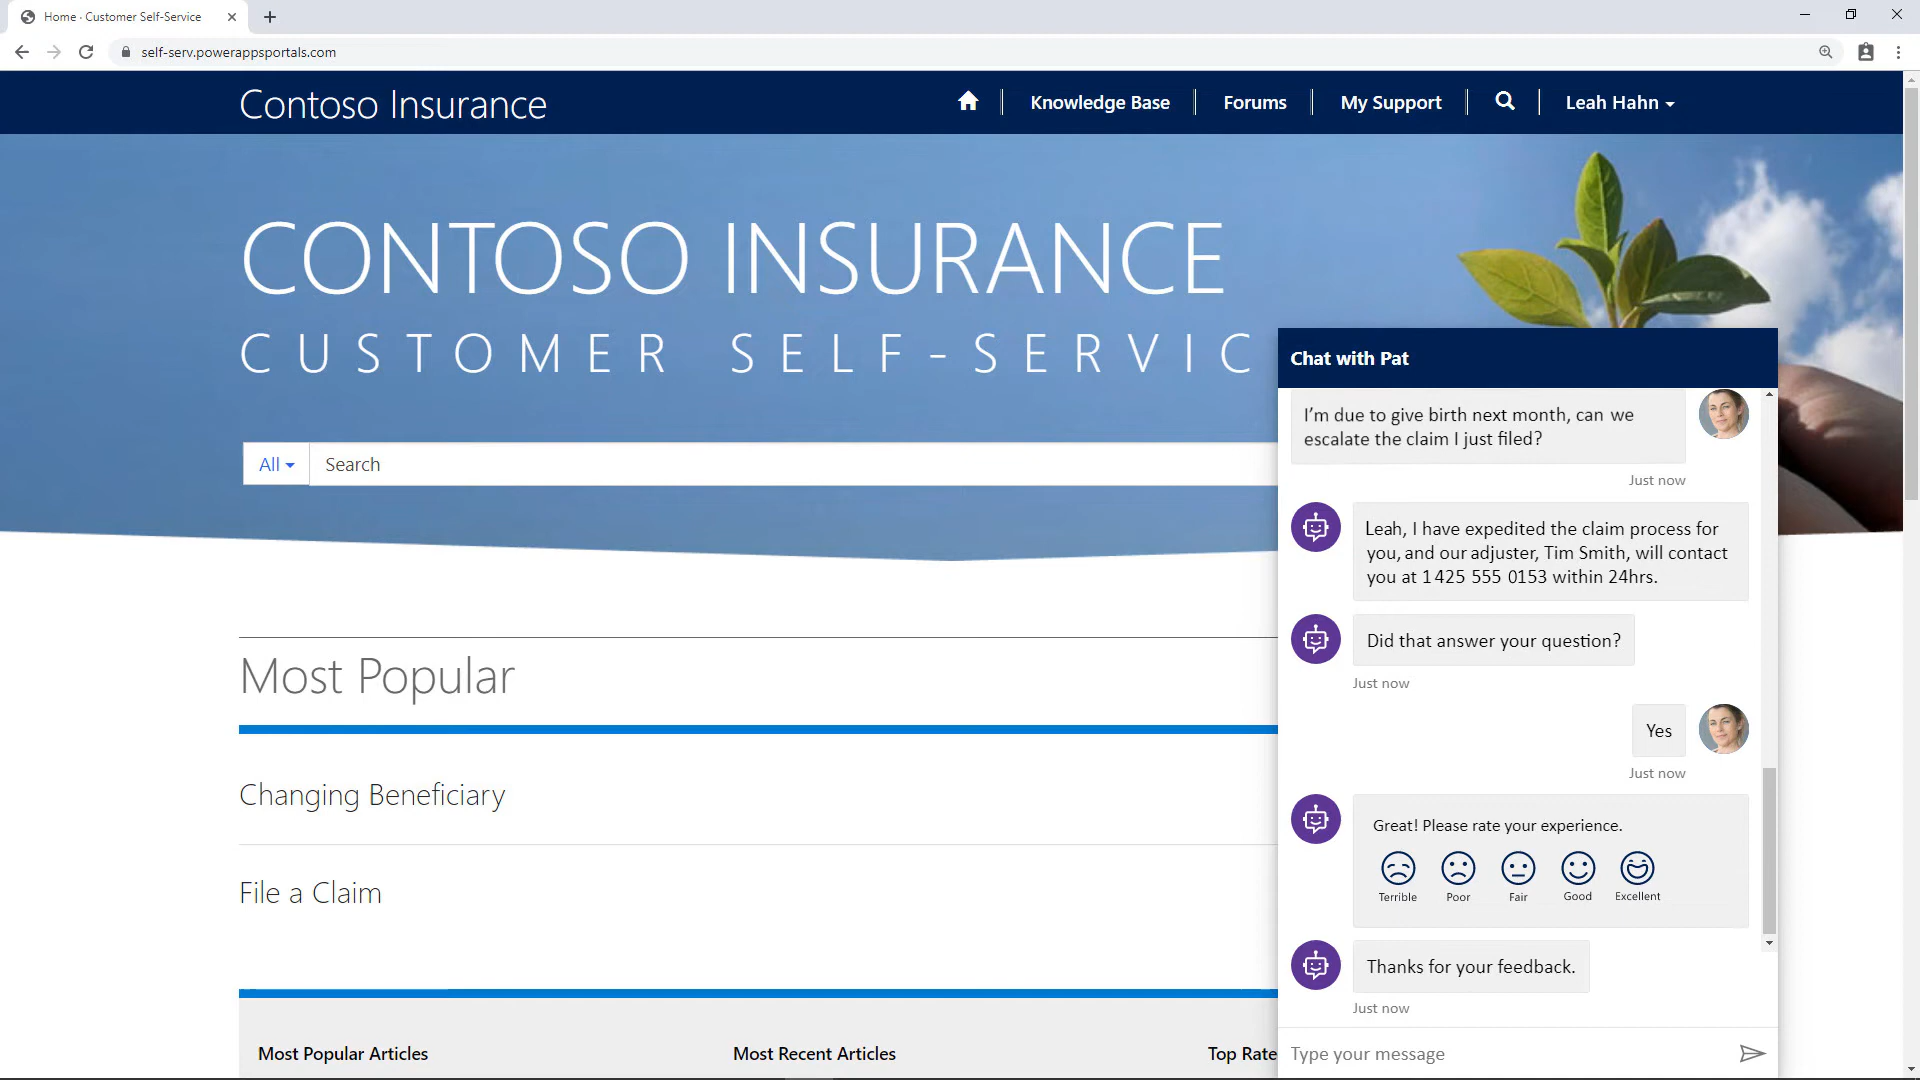 Home - Customer Self-Service
self-serv.powerappsportals.com
Contoso Insurance
Knowledge Base
Forums
My Support
Leah Hahn
CONTOSO INSURANCE
CUSTOMER SELF-SERVIC
All
Search
Most Popular
Changing Beneficiary
File a Claim
Most Popular Articles
Most Recent Articles
Top Rate
Chat with Pat
I'm due to give birth next month, can we
escalate the claim I just filed?
Just now
Leah, I have expedited the claim process for
you, and our adjuster, Tim Smith, will contact
you at 1 425 555 0153 within 24hrs.
Did that answer your question?
Just now
Yes
Just now
Great! Please rate your experience.
Terrible
Poor
Fair
Good
Excellent
Thanks for your feedback.
Just now
Type your message